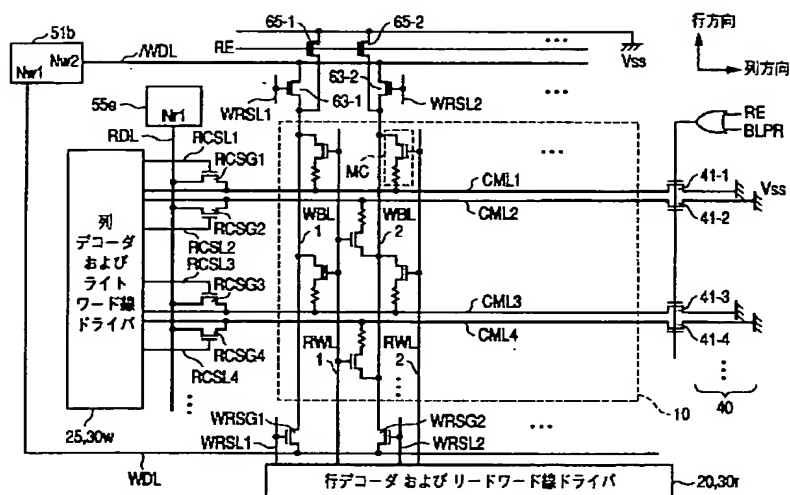 51b
Nw1
Nw2
/WDL
RE
65-1
65-2
Vss
行方向
列方向
63-1
63-2
WRSL1
WRSL2
55a
Nr1
RDL
RCSL1
RCSG1
RCSG2
RCSL2
RCSL3
RCSG3
RCSG4
RCSL4
列
デコーダ
および
ライト
ワード線
ドライバ
25,30w
MC
WBL
1
WBL
2
CML1
CML2
CML3
CML4
RWL
1
RWL
2
RE
BLPR
41-1
41-2
Vss
41-3
41-4
40
10
WRSG1
WRSG2
WRSL1
WRSL2
WDL
行デコーダ および リードワード線ドライバ
20,30r